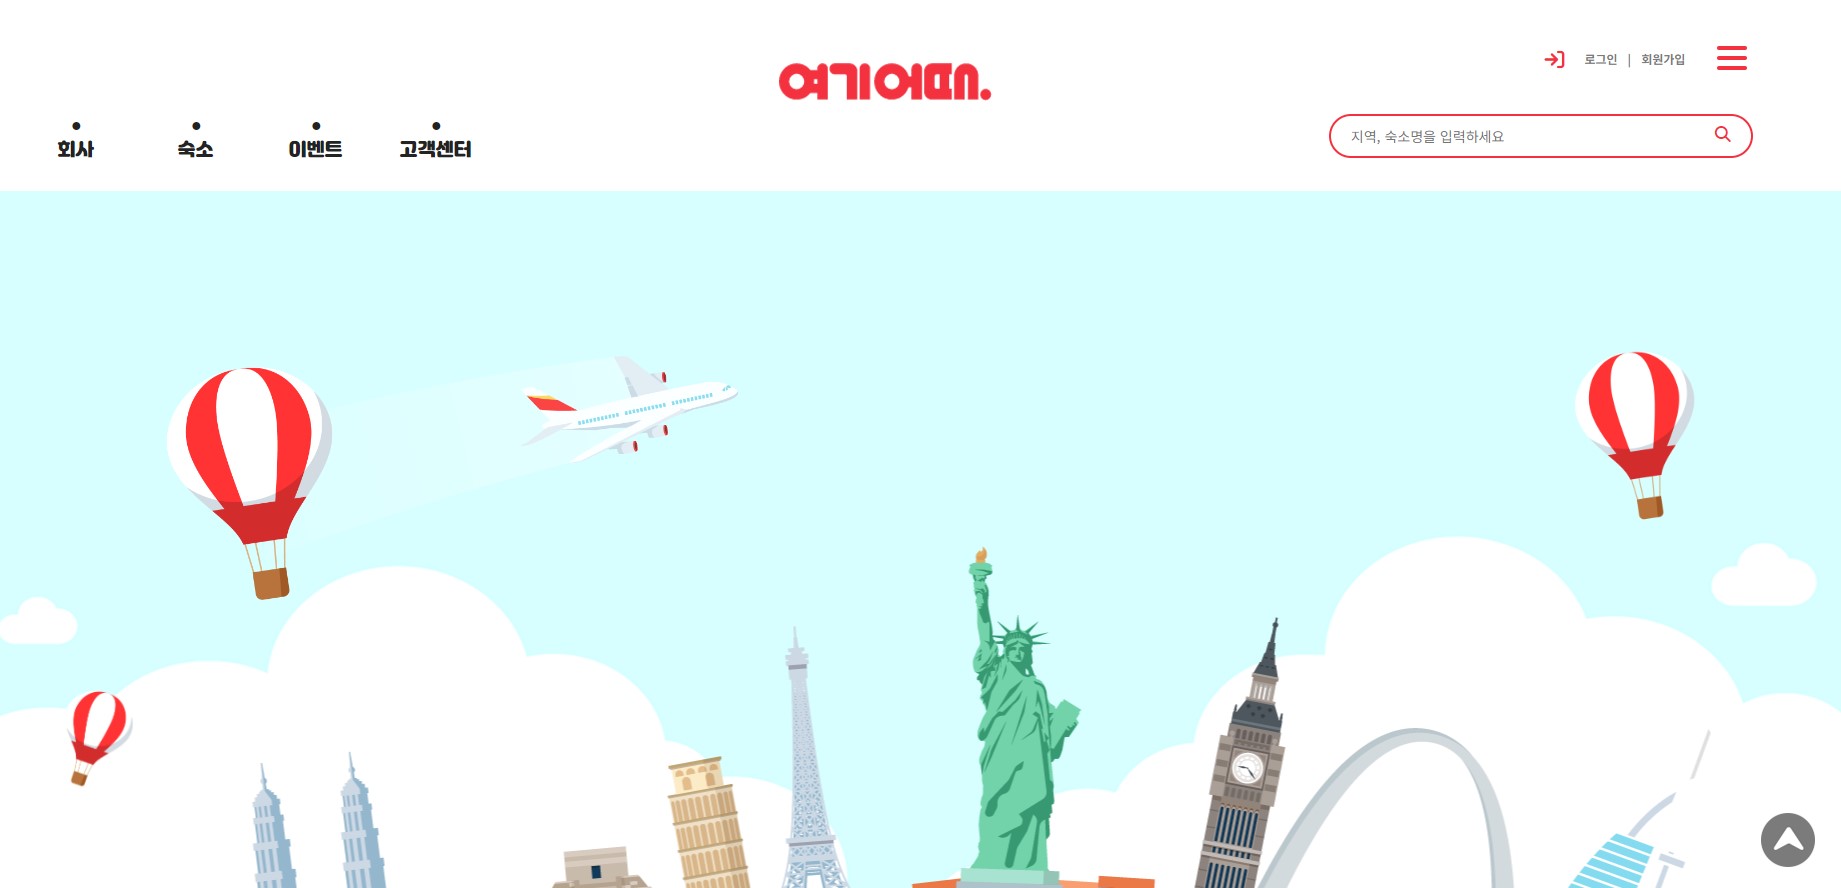 로그인 | 회원가입
여기어때.
회사 숙소 이벤트 고객센터
지역, 숙소명을 입력하세요